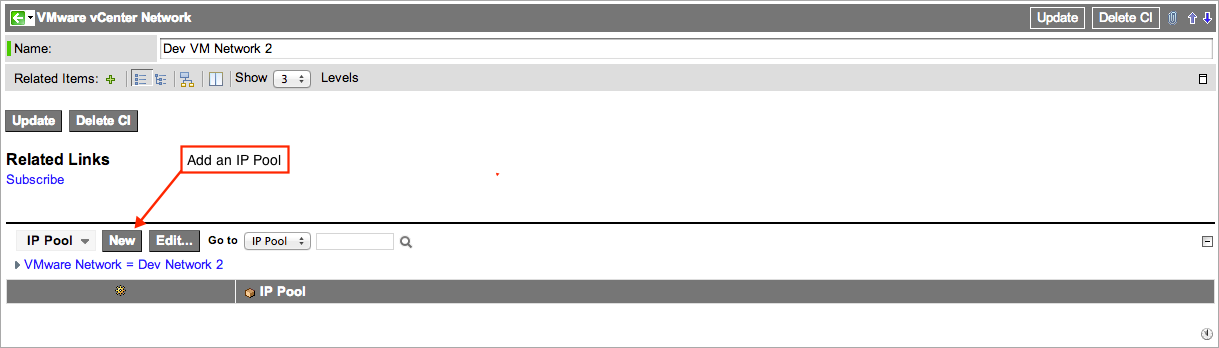 VMware vCenter Network Update Delete CI
Name: Dev VM Network 2
Related Items: Show 3 Levels
Update Delete CI
Related Links Add an IP Pool
Subscribe
IP Pool New Edit... Go to IP Pool
VMware Network = Dev Network 2
IP Pool